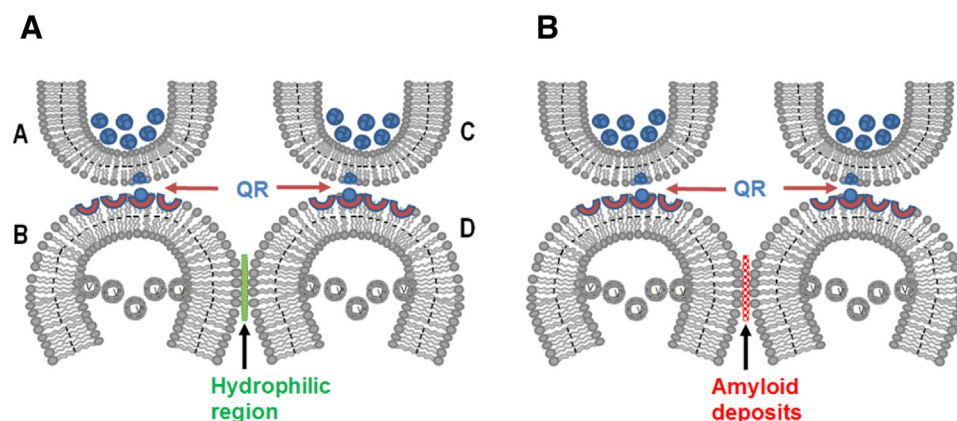 A
B
A
C
QR
QR
B
D
Hydrophilic
region
Amyloid
deposits